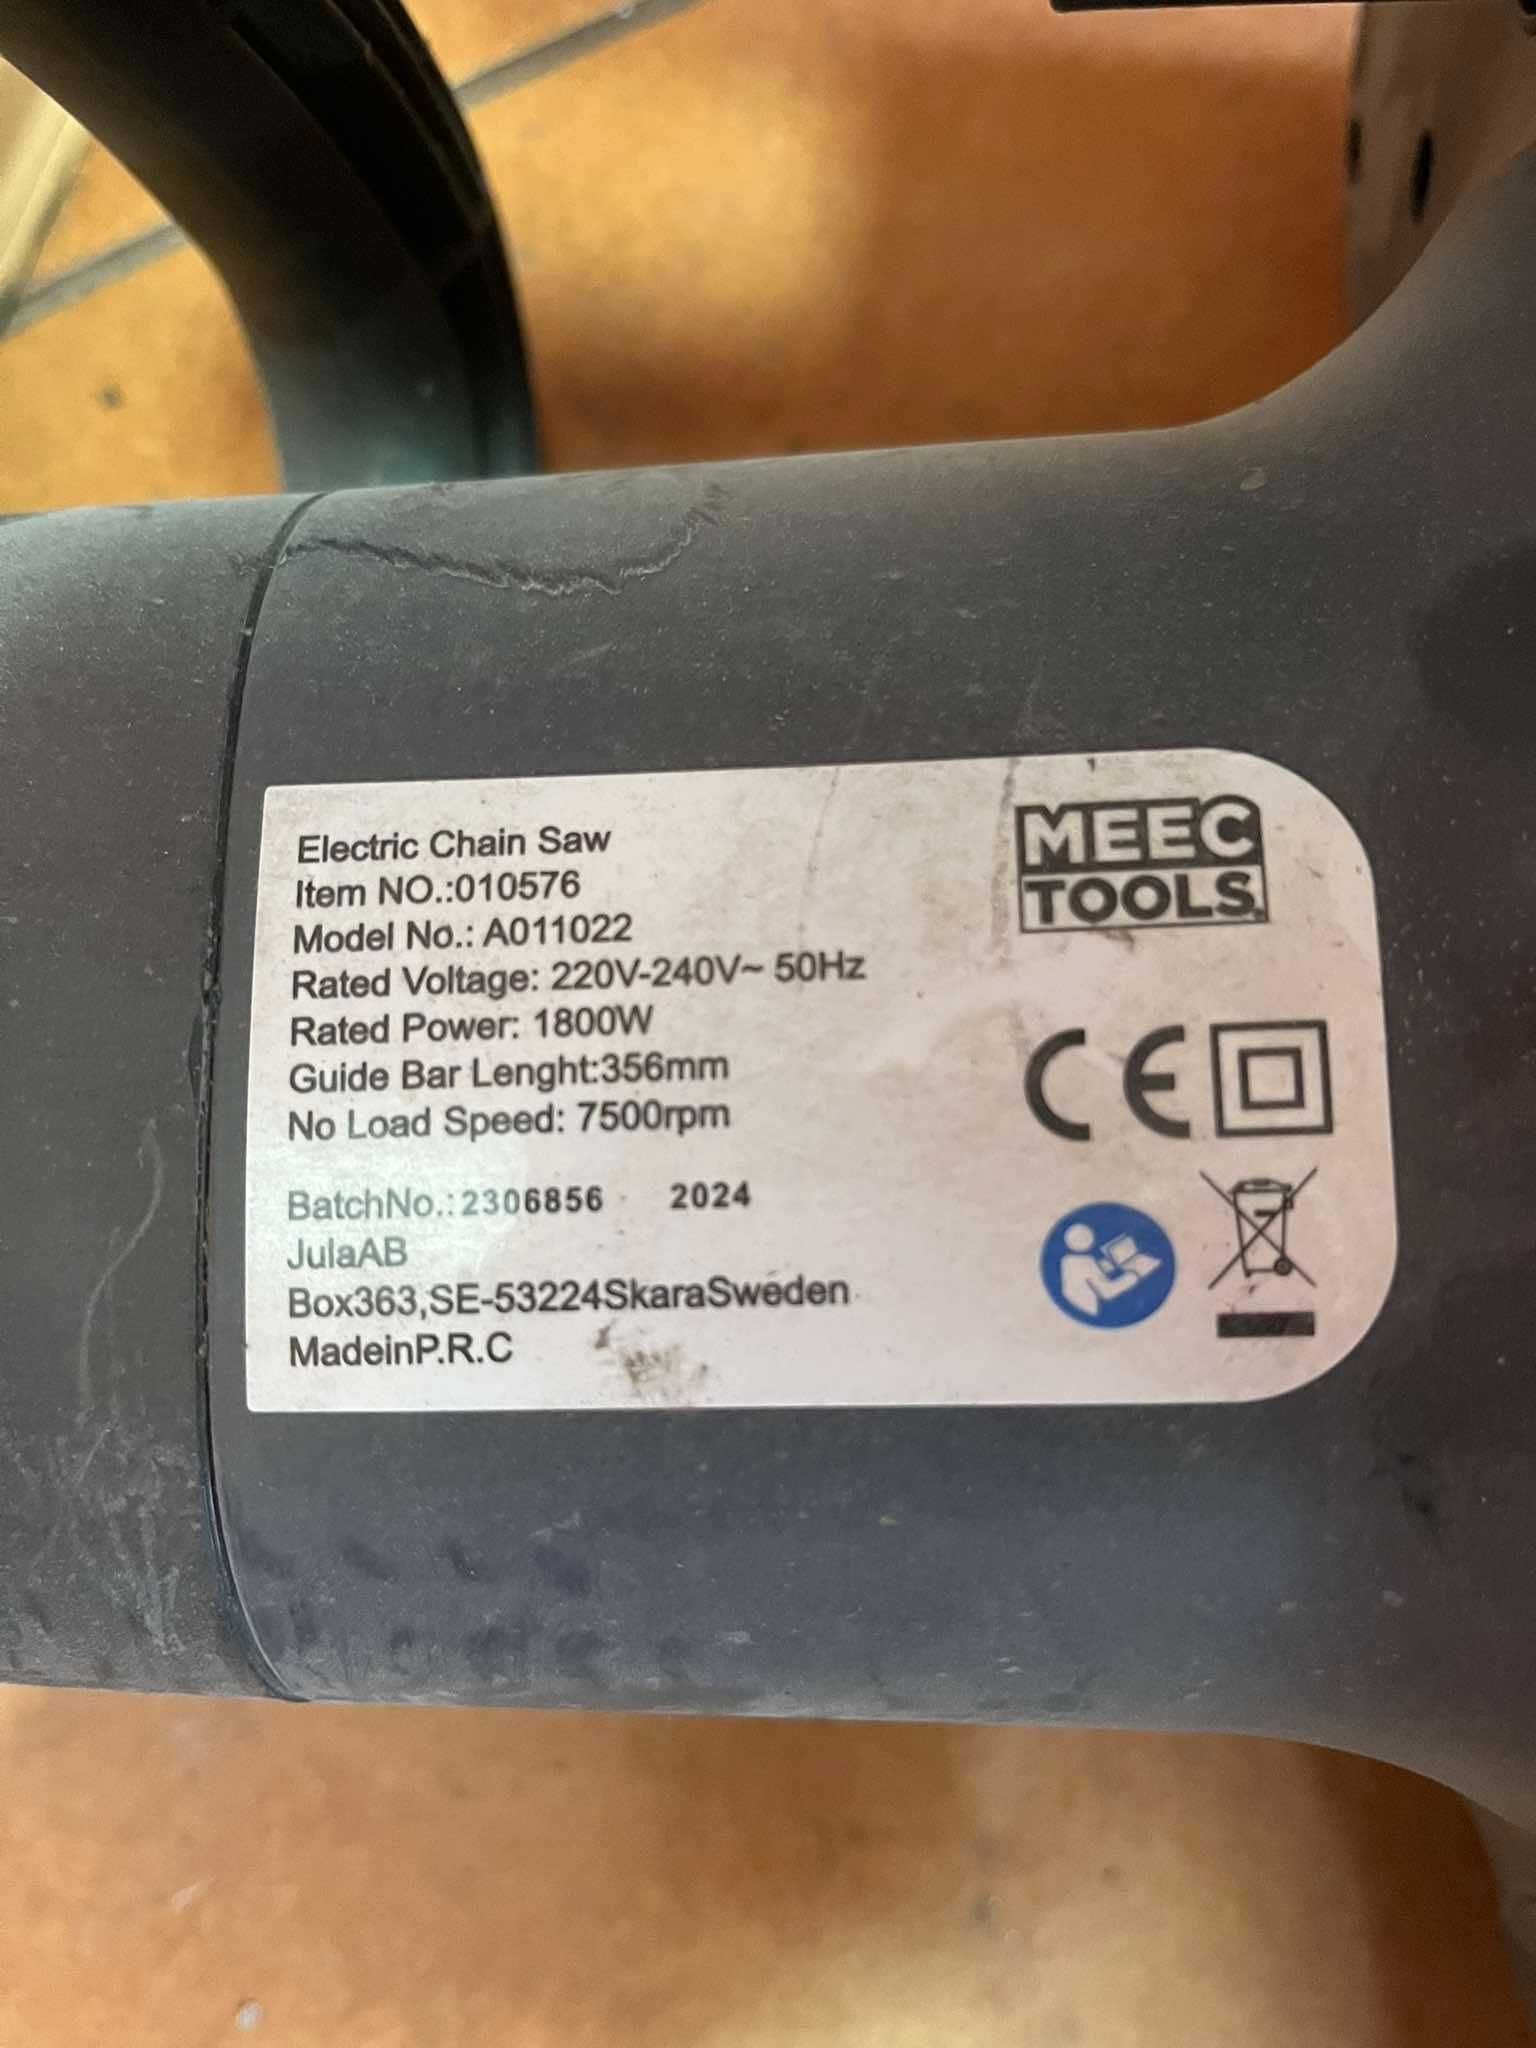 Electric Chain Saw
Item NO.:010576
Model No.: A011022
Rated Voltage: 220V-240V~ 50Hz
Rated Power: 1800W
Guide Bar Lenght:356mm
No Load Speed: 7500rpm
BatchNo.:2306856 2024
JulaAB
Box363,SE-53224SkaraSweden
MadeinP.R.C
MEEC
TOOLS
CE